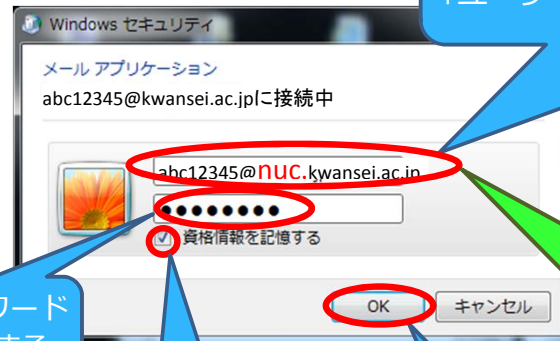 Windows セキュリティ
メール アプリケーション
abc12345@kwansei.ac.jpに接続中
abc12345@nuc.kwansei.ac.jp
●●●●●●●●
資格情報を記憶する
ワード
する
OK
キャンセル